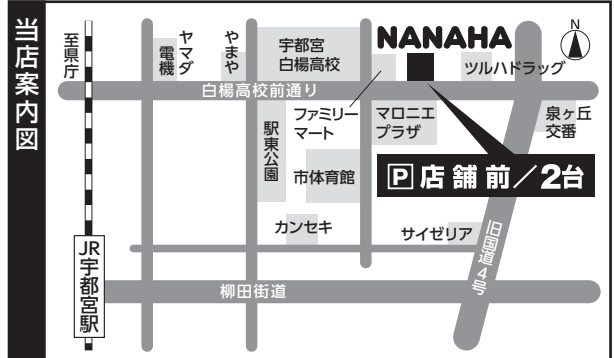 当店案内図
至県庁
ヤマダ
電機
やまや
宇都宮
白楊高校
NANAHA
N
ツルハドラッグ
白楊高校前通り
ファミリー
マート
マロニエ
プラザ
泉ヶ丘
交番
駅東公園
市体育館
P 店舗前/2台
カンセキ
サイゼリア
旧国道4号
JR宇都宮駅
柳田街道